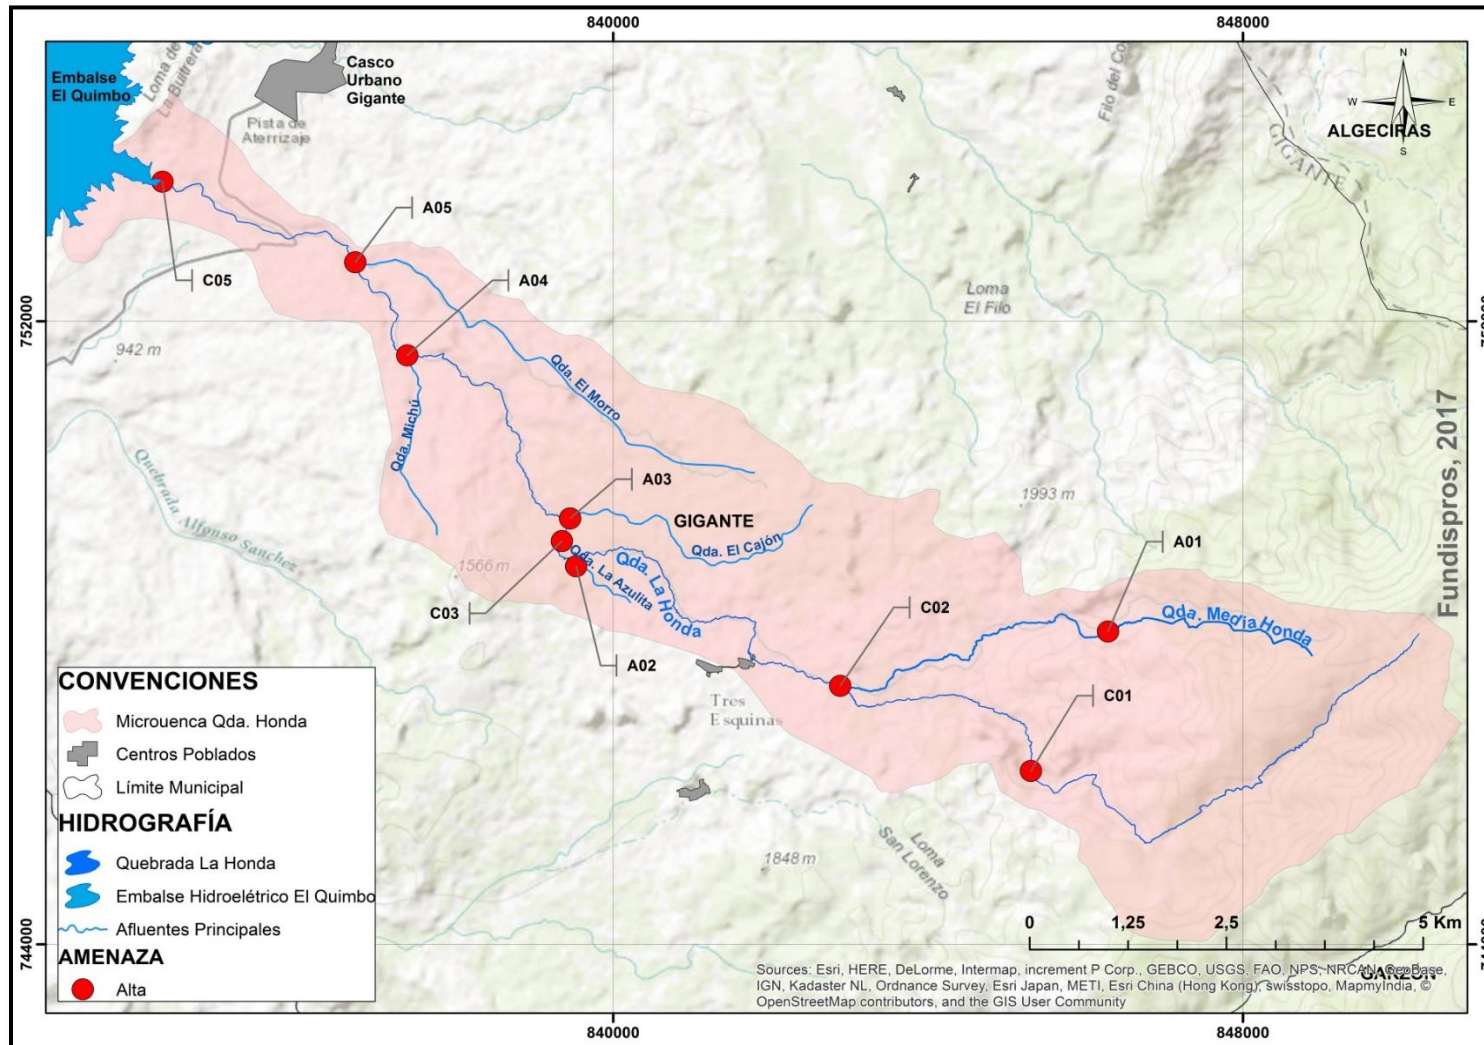 840000
848000
Embalse
El Quimbo
Loma de
La Buitrera
Casco
Urbano
Gigante
Pista de
Aterrizaje
Filo del Co
N
W
E
S
ALGECIRAS
GIGANTE
A05
C05
A04
Loma
El Filo
752000
942 m
Qda. El Morro
Qda. Michú
Quebrada Alfonso Sanchez
A03
GIGANTE
1993 m
Fundispros, 2017
Qda. El Cajón
A01
1566 m
Qda. La Azulita
Qda. La Honda
C03
C02
Qda. Media Honda
A02
C01
Tres
Esquinas
CONVENCIONES
Microuenca Qda. Honda
Centros Poblados
Límite Municipal
HIDROGRAFÍA
Quebrada La Honda
Embalse Hidroelétrico El Quimbo
Afluentes Principales
AMENAZA
Alta
1848 m
Loma
San Lorenzo
744000
0
1,25
2,5
5 Km
GARZÓN
Sources: Esri, HERE, DeLorme, Intermap, increment P Corp., GEBCO, USGS, FAO, NPS, NRCAN, GeoBase,
IGN, Kadaster NL, Ordnance Survey, Esri Japan, METI, Esri China (Hong Kong), swisstopo, MapmyIndia, ©
OpenStreetMap contributors, and the GIS User Community
840000
848000